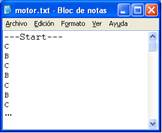 motor.txt - Bloc de notas
Archivo Edición Formato Ver Ayuda
---Start---
C
B
C
B
C
B
C
...